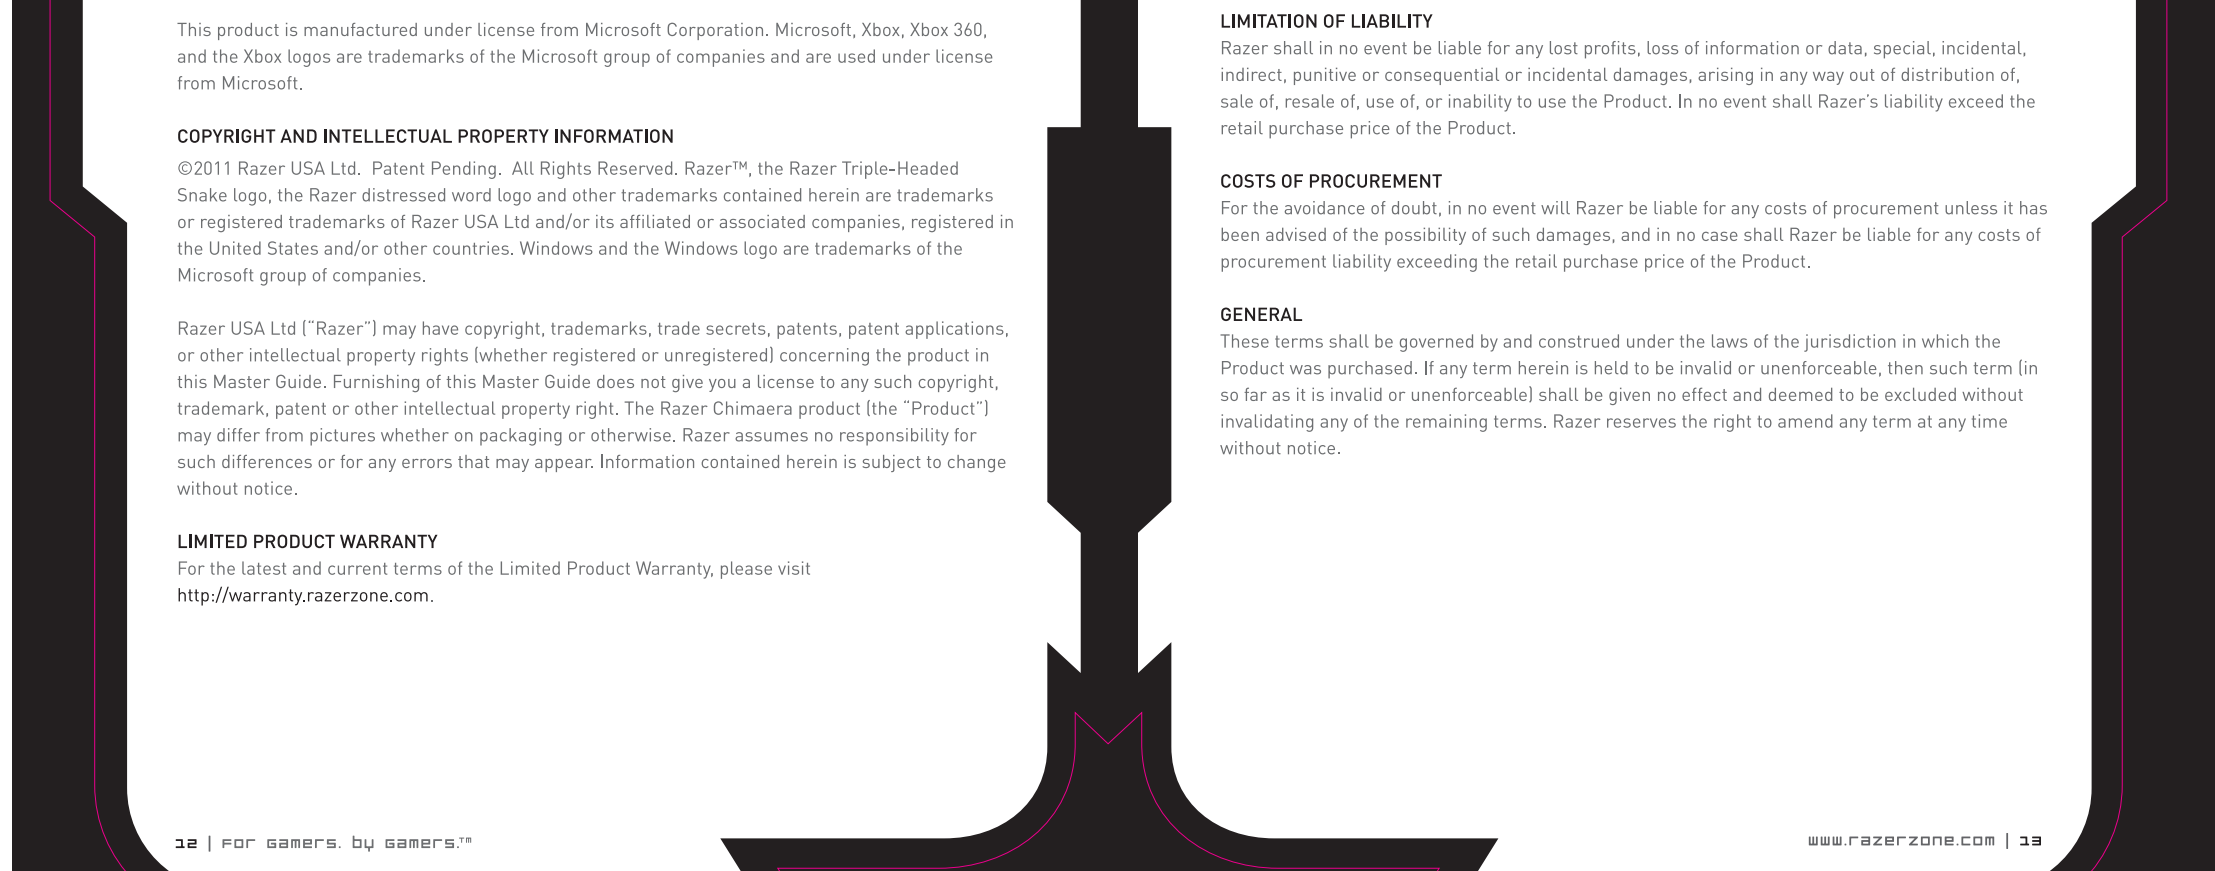 This product is manufactured under license from Microsoft Corporation. Microsoft, Xbox, Xbox 360,
and the Xbox logos are trademarks of the Microsoft group of companies and are used under license
from Microsoft.
COPYRIGHT AND INTELLECTUAL PROPERTY INFORMATION
©2011 Razer USA Ltd.  Patent Pending.  All Rights Reserved. Razer™, the Razer Triple-Headed
Snake logo, the Razer distressed word logo and other trademarks contained herein are trademarks
or registered trademarks of Razer USA Ltd and/or its affiliated or associated companies, registered in
the United States and/or other countries. Windows and the Windows logo are trademarks of the
Microsoft group of companies.
Razer USA Ltd (“Razer”) may have copyright, trademarks, trade secrets, patents, patent applications,
or other intellectual property rights (whether registered or unregistered) concerning the product in
this Master Guide. Furnishing of this Master Guide does not give you a license to any such copyright,
trademark, patent or other intellectual property right. The Razer Chimaera product (the “Product”)
may differ from pictures whether on packaging or otherwise. Razer assumes no responsibility for
such differences or for any errors that may appear. Information contained herein is subject to change
without notice.
LIMITED PRODUCT WARRANTY
For the latest and current terms of the Limited Product Warranty, please visit
http://warranty.razerzone.com.
12 | For gamers. by gamers.™
LIMITATION OF LIABILITY
Razer shall in no event be liable for any lost profits, loss of information or data, special, incidental,
indirect, punitive or consequential or incidental damages, arising in any way out of distribution of,
sale of, resale of, use of, or inability to use the Product. In no event shall Razer’s liability exceed the
retail purchase price of the Product.
COSTS OF PROCUREMENT
For the avoidance of doubt, in no event will Razer be liable for any costs of procurement unless it has
been advised of the possibility of such damages, and in no case shall Razer be liable for any costs of
procurement liability exceeding the retail purchase price of the Product.
GENERAL
These terms shall be governed by and construed under the laws of the jurisdiction in which the
Product was purchased. If any term herein is held to be invalid or unenforceable, then such term (in
so far as it is invalid or unenforceable) shall be given no effect and deemed to be excluded without
invalidating any of the remaining terms. Razer reserves the right to amend any term at any time
without notice.
www.razerzone.com | 13